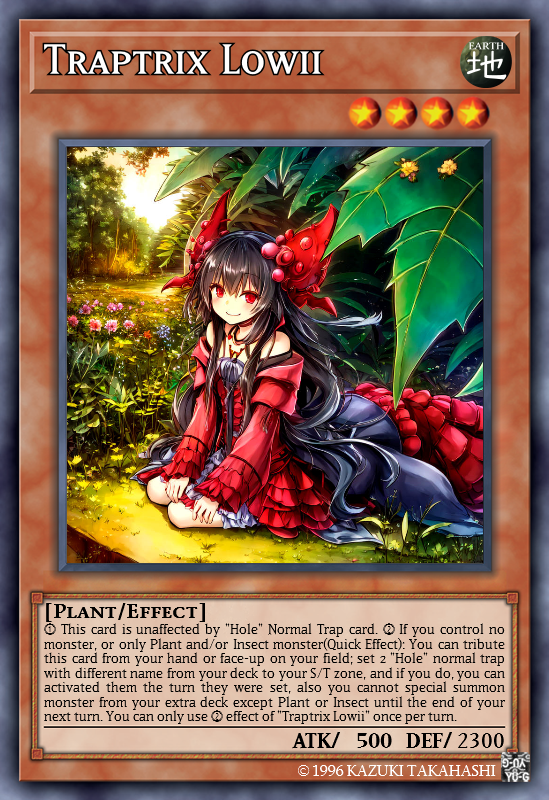 Traptrix Lowii
EARTH
地
[Plant/Effect]
① This card is unaffected by "Hole" Normal Trap card. ② If you control no
monster, or only Plant and/or Insect monster(Quick Effect): You can tribute
this card from your hand or face-up on your field; set 2 "Hole" normal trap
with different name from your deck to your S/T zone, and if you do, you can
activated them the turn they were set, also you cannot special summon
monster from your extra deck except Plant or Insect until the end of your
next turn. You can only use ② effect of "Traptrix Lowii" once per turn.
ATK/ 500 DEF/ 2300
©1996 KAZUKI TAKAHASHI
YU-G
YU-G